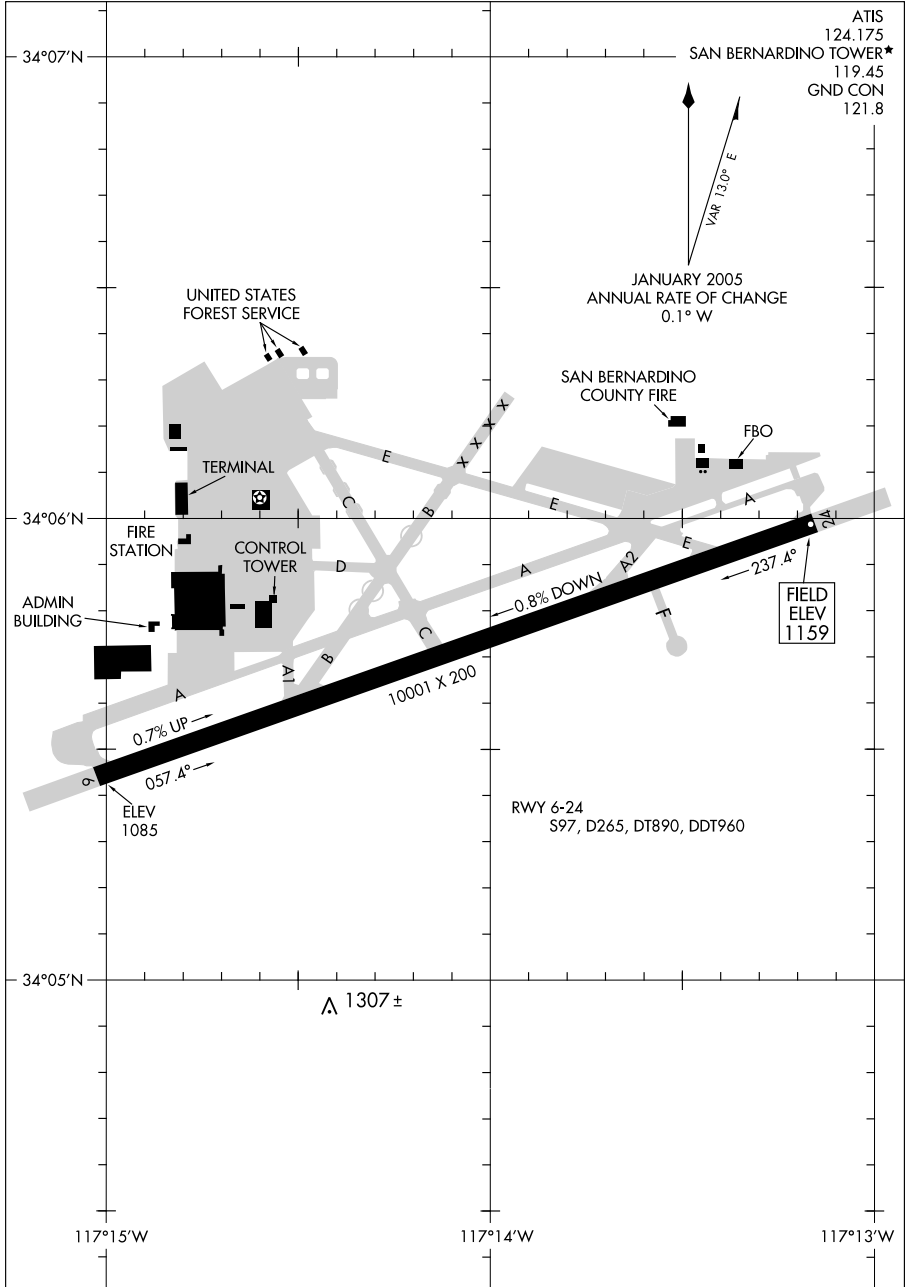 ATIS
124.175
SAN BERNARDINO TOWER★
119.45
GND CON
121.8
34°07'N
VAR 13.0° E
JANUARY 2005
ANNUAL RATE OF CHANGE
0.1° W
UNITED STATES
FOREST SERVICE
SAN BERNARDINO
COUNTY FIRE
FBO
X
X
X
X
E
TERMINAL
C
B
E
A
34°06'N
24
FIRE
STATION
CONTROL
TOWER
D
A
A2
E
237.4°
0.8% DOWN
FIELD
ELEV
1159
ADMIN
BUILDING
F
C
B
A1
A
10001 X 200
0.7% UP
057.4°
6
ELEV
1085
RWY 6-24
S97, D265, DT890, DDT960
34°05'N
1307 ±
117°15'W
117°14'W
117°13'W